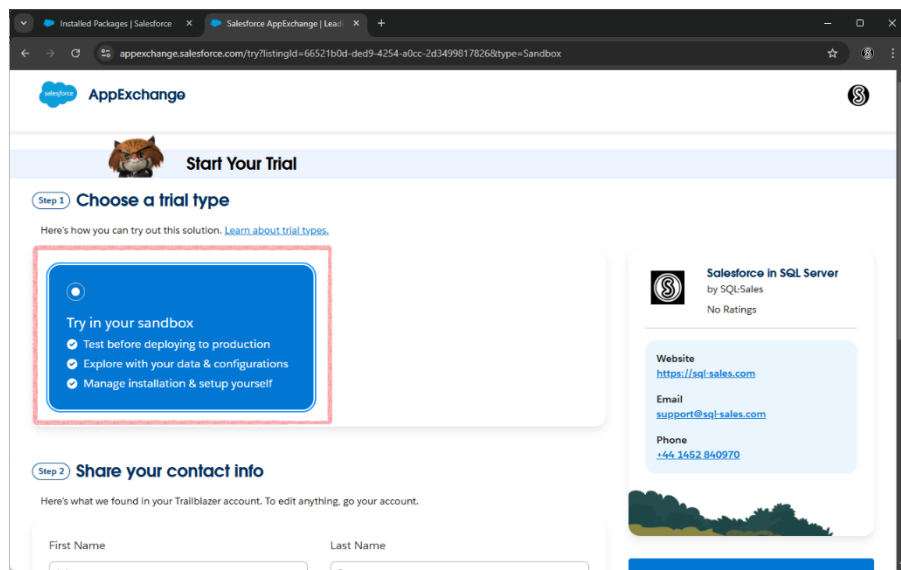 Installed Packages | Salesforce
Salesforce AppExchange | Lead
appexchange.salesforce.com/try?listingId=66521b0d-ded9-4254-a0cc-2d3499817826&type=Sandbox
salesforce
AppExchange
Start Your Trial
Step 1 Choose a trial type
Here's how you can try out this solution. Learn about trial types.
Try in your sandbox
Test before deploying to production
Explore with your data & configurations
Manage installation & setup yourself
Salesforce in SQL Server
by SQL-Sales
No Ratings
Website
https://sql-sales.com
Email
support@sql-sales.com
Phone
+44 1452 840970
Step 2 Share your contact info
Here's what we found in your Trailblazer account. To edit anything, go your account.
First Name
Last Name